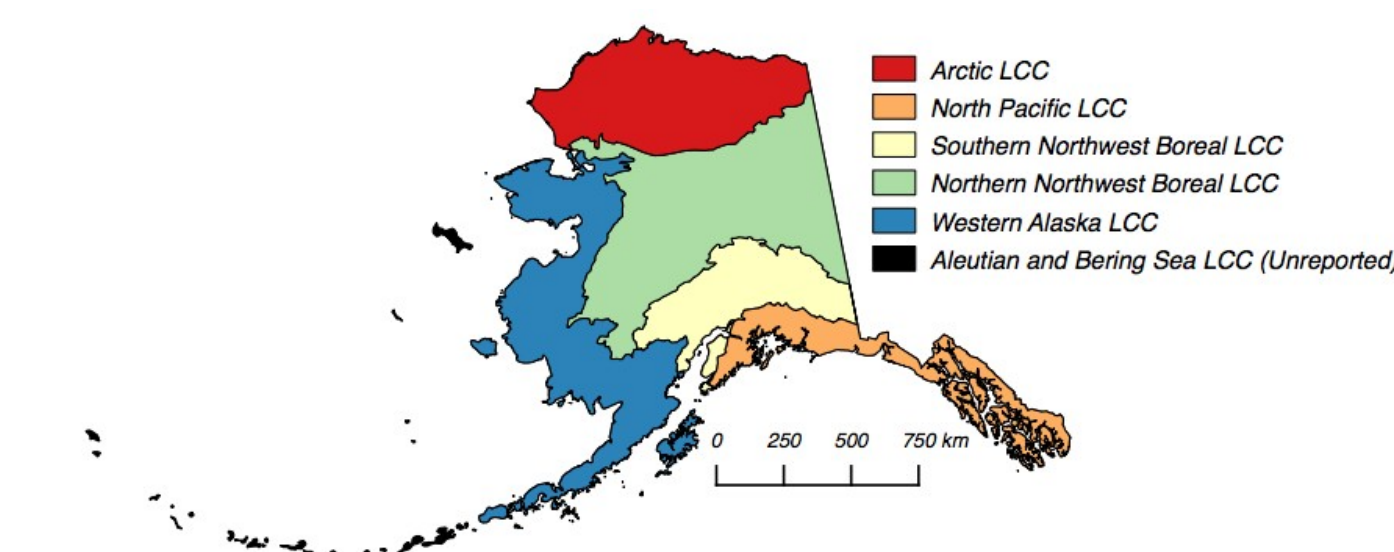 Arctic LCC
North Pacific LCC
Southern Northwest Boreal LCC
Northern Northwest Boreal LCC
Western Alaska LCC
Aleutian and Bering Sea LCC (Unreported)
0 250 500 750 km